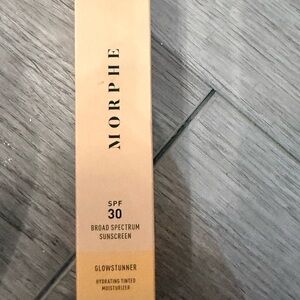 MORPHE
SPF
30
BROAD SPECTRUM
SUNSCREEN
GLOWSTUNNER
HYDRATING TINTED
MOISTURIZER